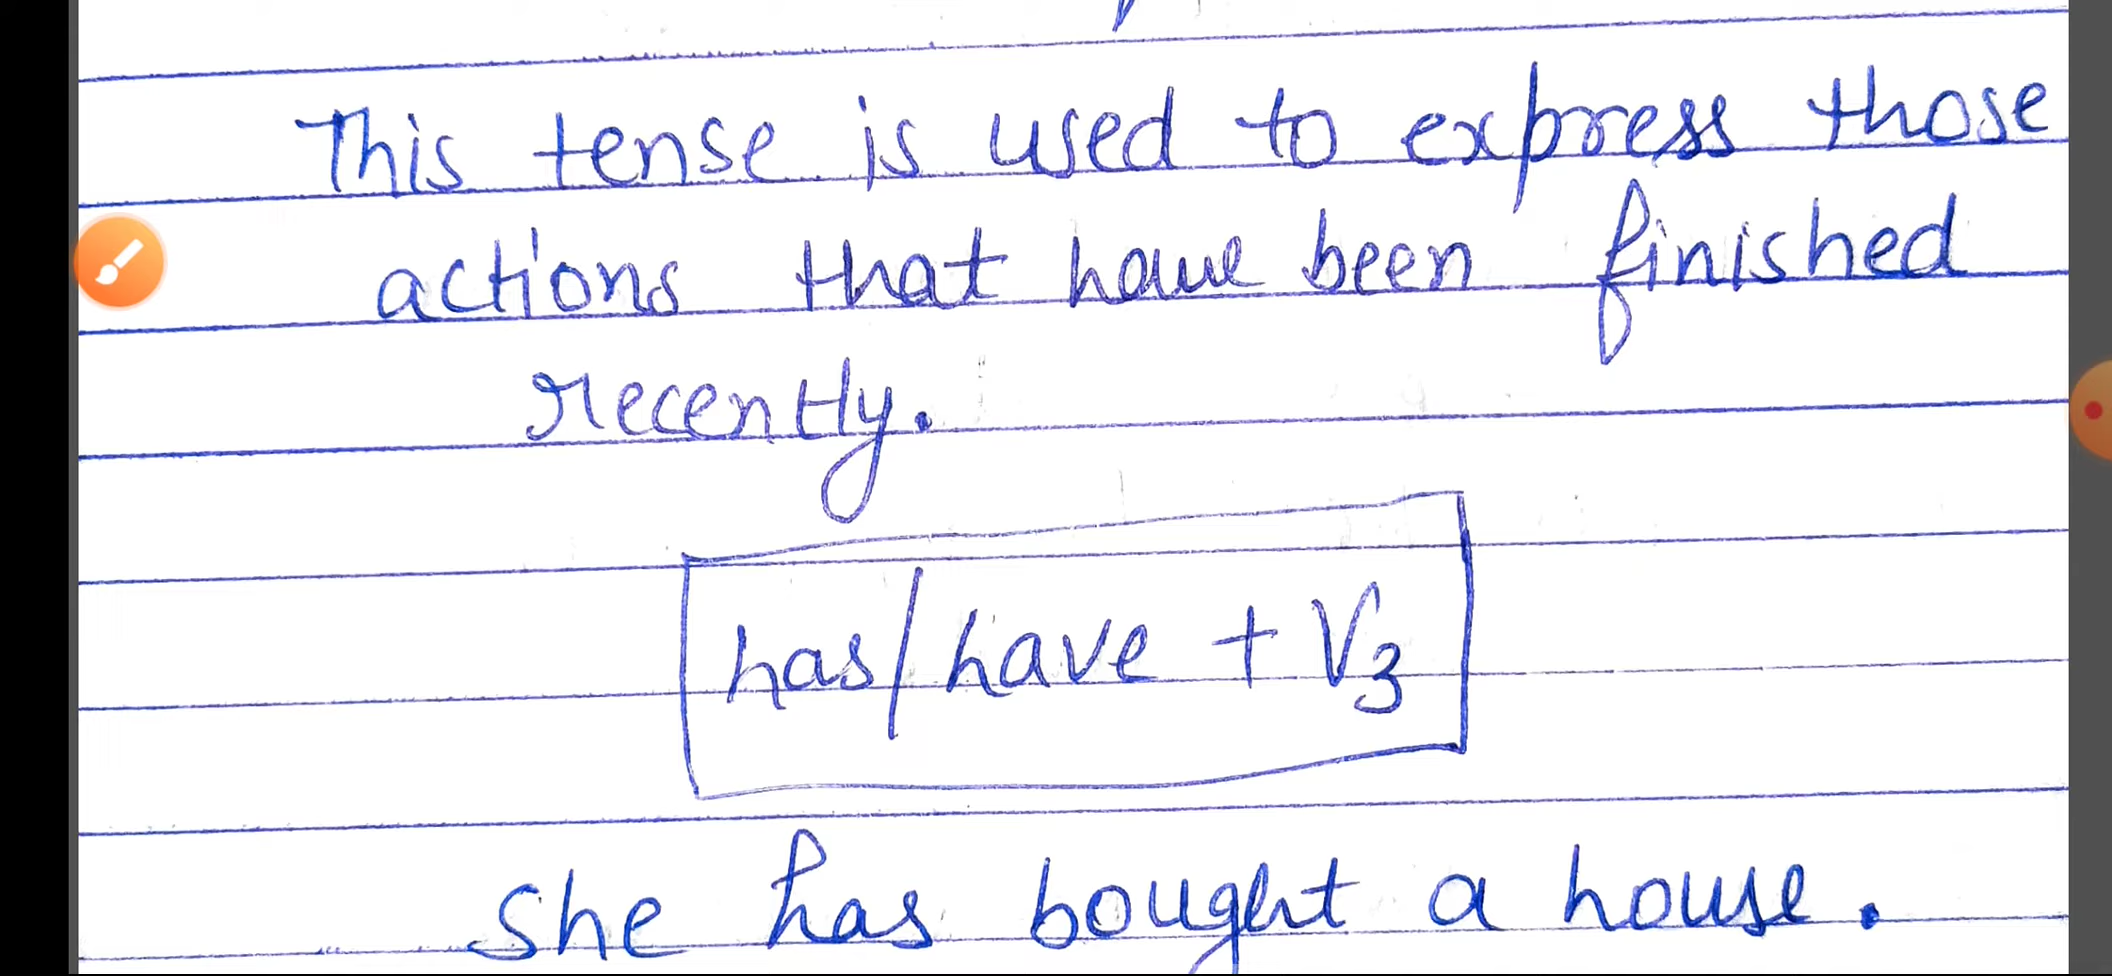 This tense is used to express those
actions that have been finished
recently.
has/have + V3
She has bought a house.